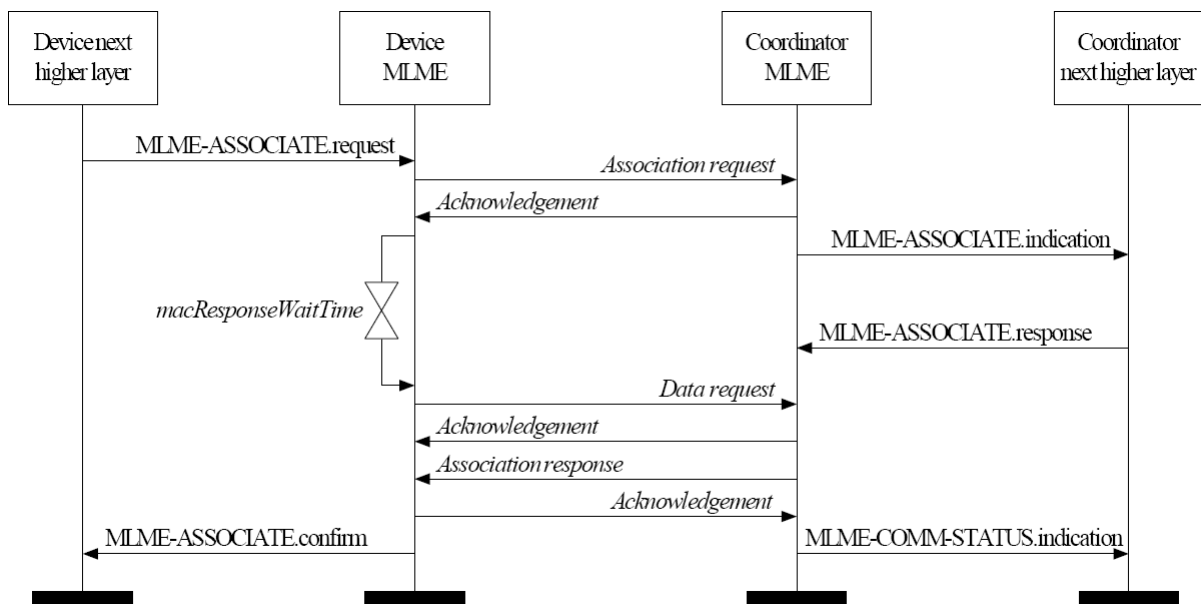 Device next
higher layer
Device
MLME
Coordinator
MLME
Coordinator
next higher layer
MLME-ASSOCIATE.request
Association request
Acknowledgement
MLME-ASSOCIATE.indication
macResponseWaitTime
MLME-ASSOCIATE.response
Data request
Acknowledgement
Association response
Acknowledgement
MLME-ASSOCIATE.confirm
MLME-COMM-STATUS.indication